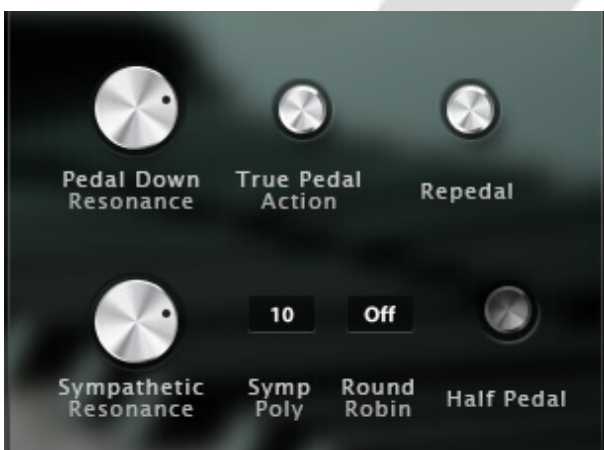 Pedal Down
Resonance
True Pedal
Action
Repedal
10
Off
Sympathetic
Resonance
Symp
Poly
Round
Robin
Half Pedal